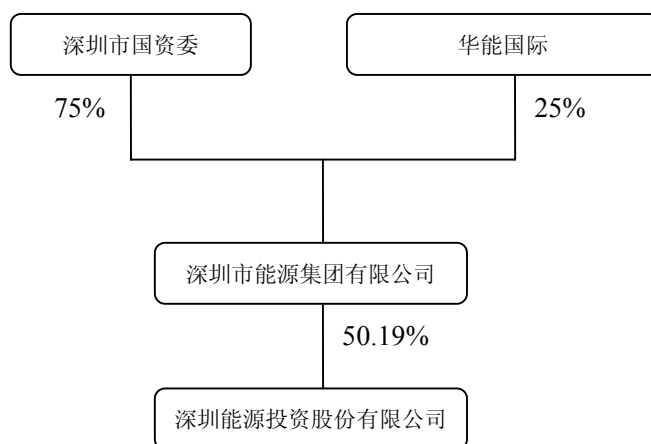 深圳市国资委
华能国际
75%
25%
深圳市能源集团有限公司
50.19%
深圳能源投资股份有限公司